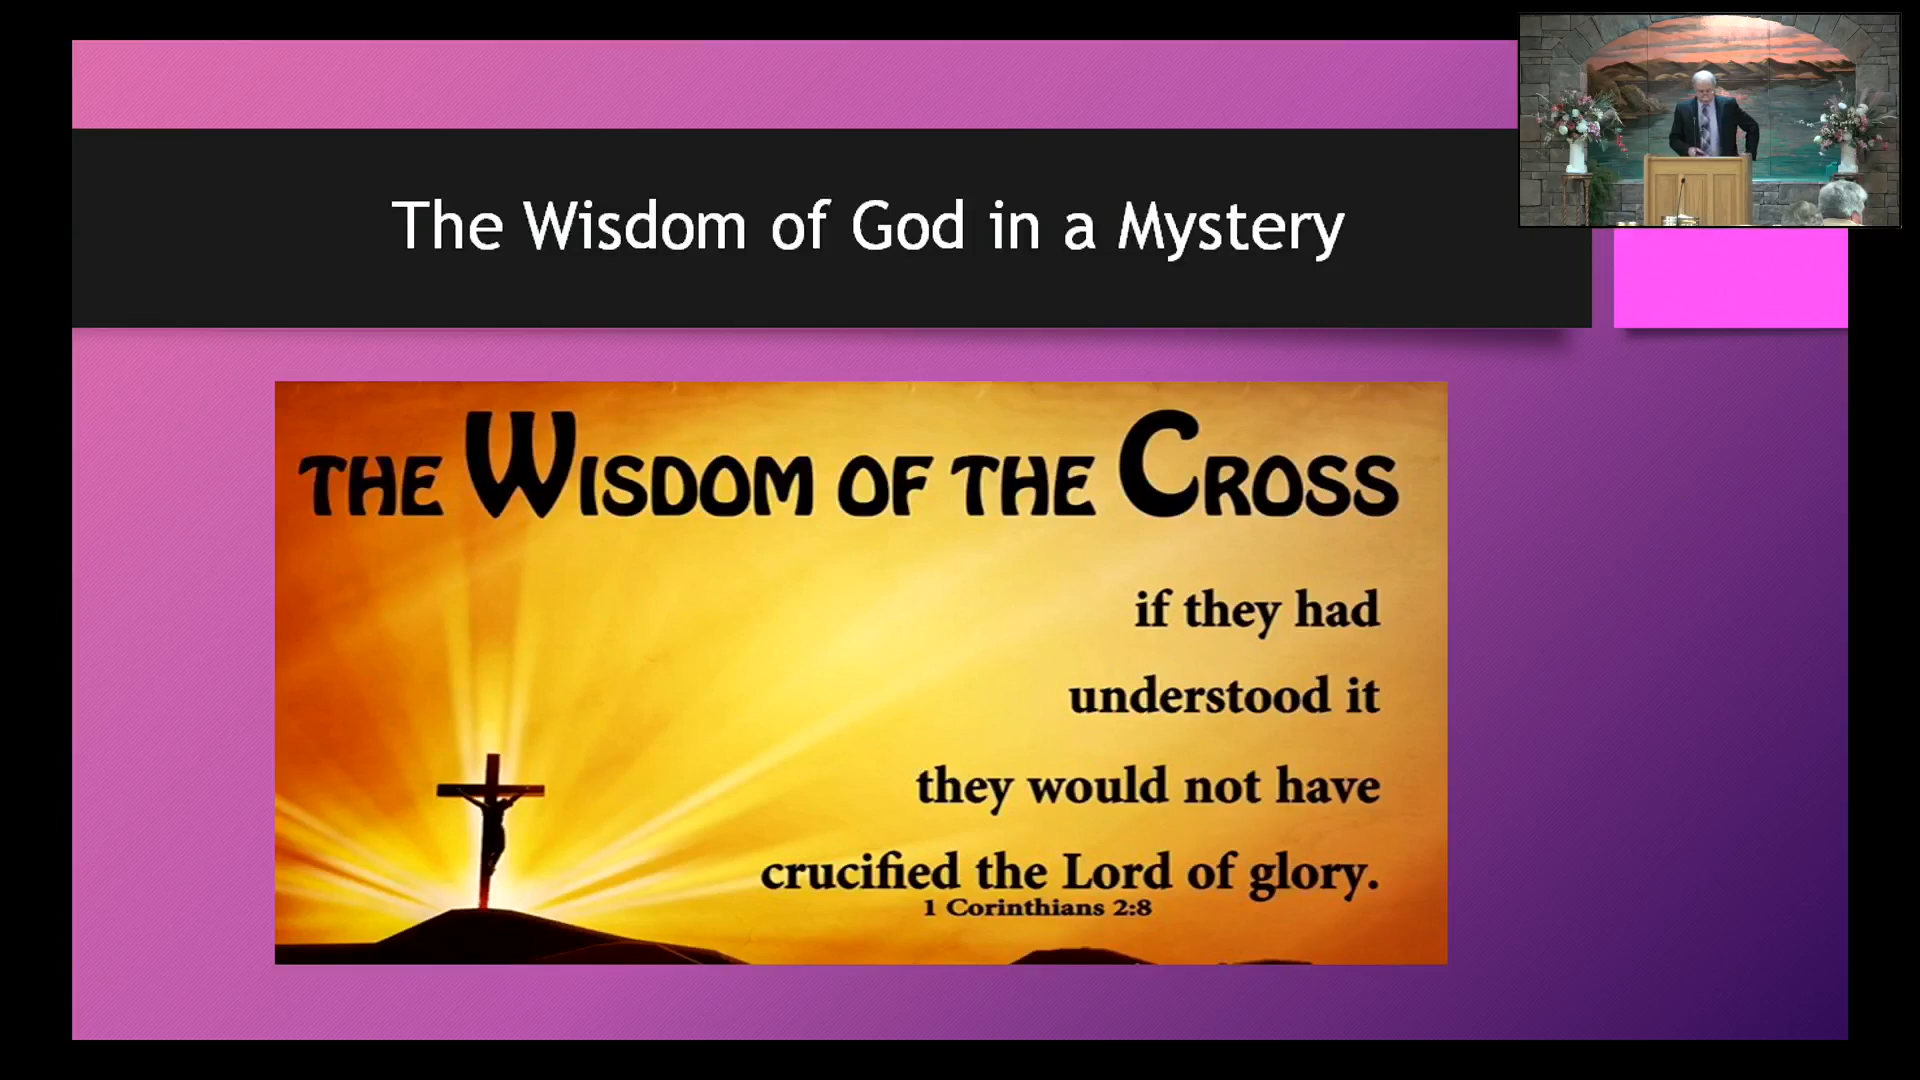 The Wisdom of God in a Mystery
THE WISDOM OF THE CROSS
if they had
understood it
they would not have
crucified the Lord of glory.
1 Corinthians 2:8